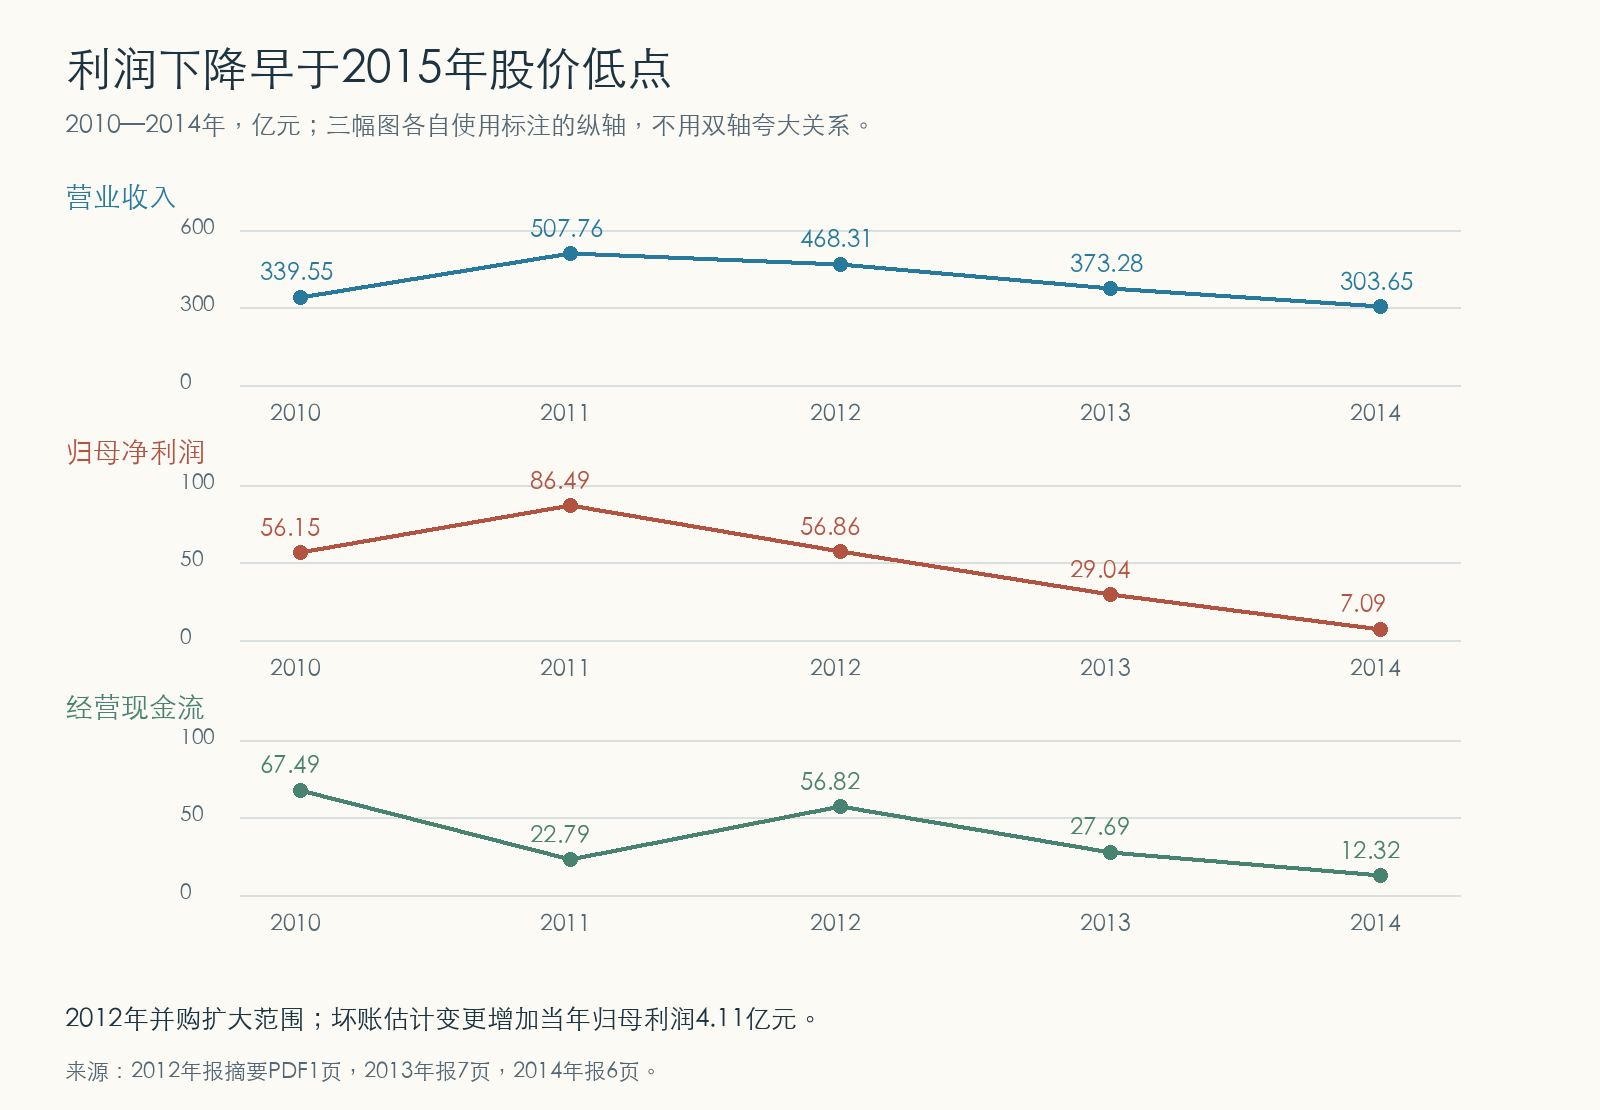 利润下降早于2015年股价低点
2010—2014年，亿元；三幅图各自使用标注的纵轴，不用双轴夸大关系。
营业收入
600
300
0
339.55
507.76
468.31
373.28
303.65
2010 2011 2012 2013 2014
归母净利润
100
50
0
56.15
86.49
56.86
29.04
7.09
2010 2011 2012 2013 2014
经营现金流
100
50
0
67.49
22.79
56.82
27.69
12.32
2010 2011 2012 2013 2014
2012年并购扩大范围；坏账估计变更增加当年归母利润4.11亿元。
来源：2012年报摘要PDF1页，2013年报7页，2014年报6页。